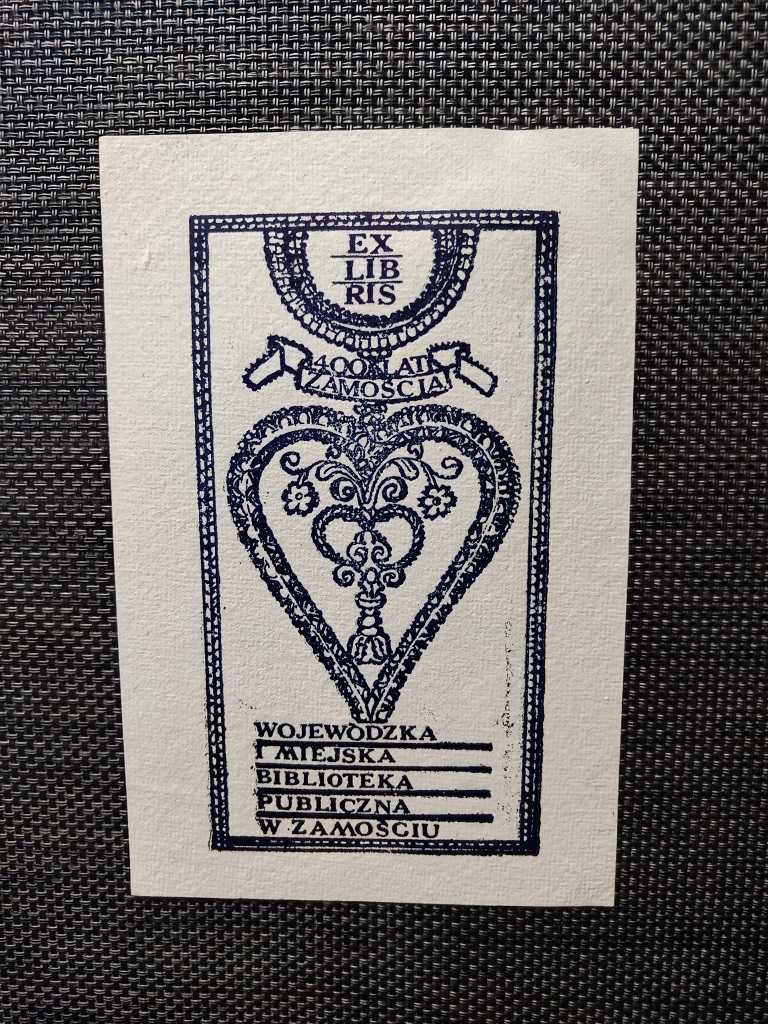 EX
LIB
RIS
400 LAT
ZAMOŚCIA
WOJEWÓDZKA
I MIEJSKA
BIBLIOTEKA
PUBLICZNA
W ZAMOŚCIU